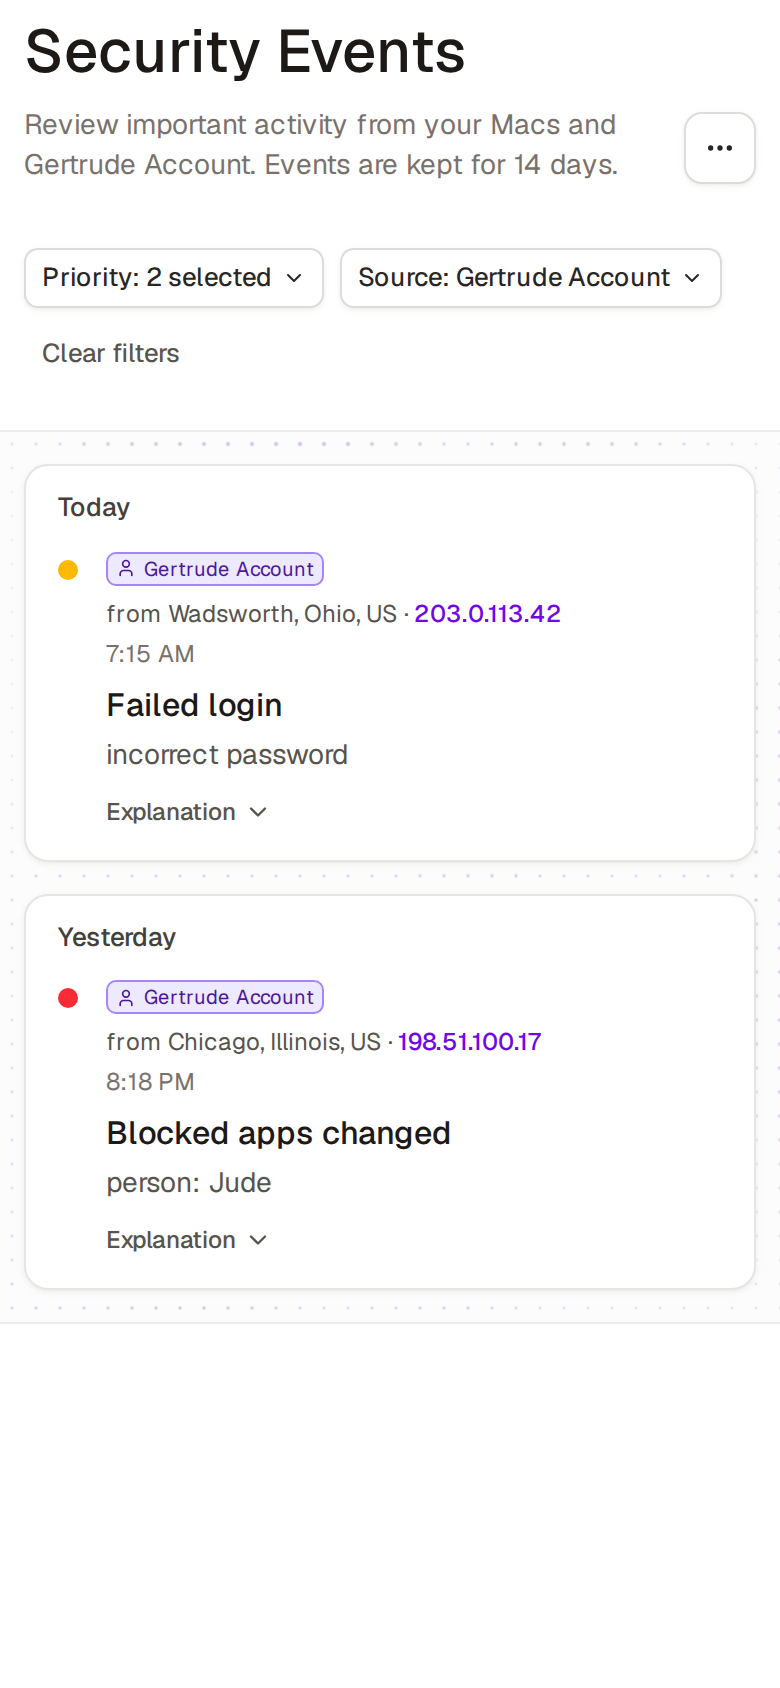 Security Events
Review important activity from your Macs and
Gertrude Account. Events are kept for 14 days.
Priority: 2 selected
Source: Gertrude Account
Clear filters
Today
Gertrude Account
from Wadsworth, Ohio, US · 203.0.113.42
7:15 AM
Failed login
incorrect password
Explanation
Yesterday
Gertrude Account
from Chicago, Illinois, US · 198.51.100.17
8:18 PM
Blocked apps changed
person: Jude
Explanation